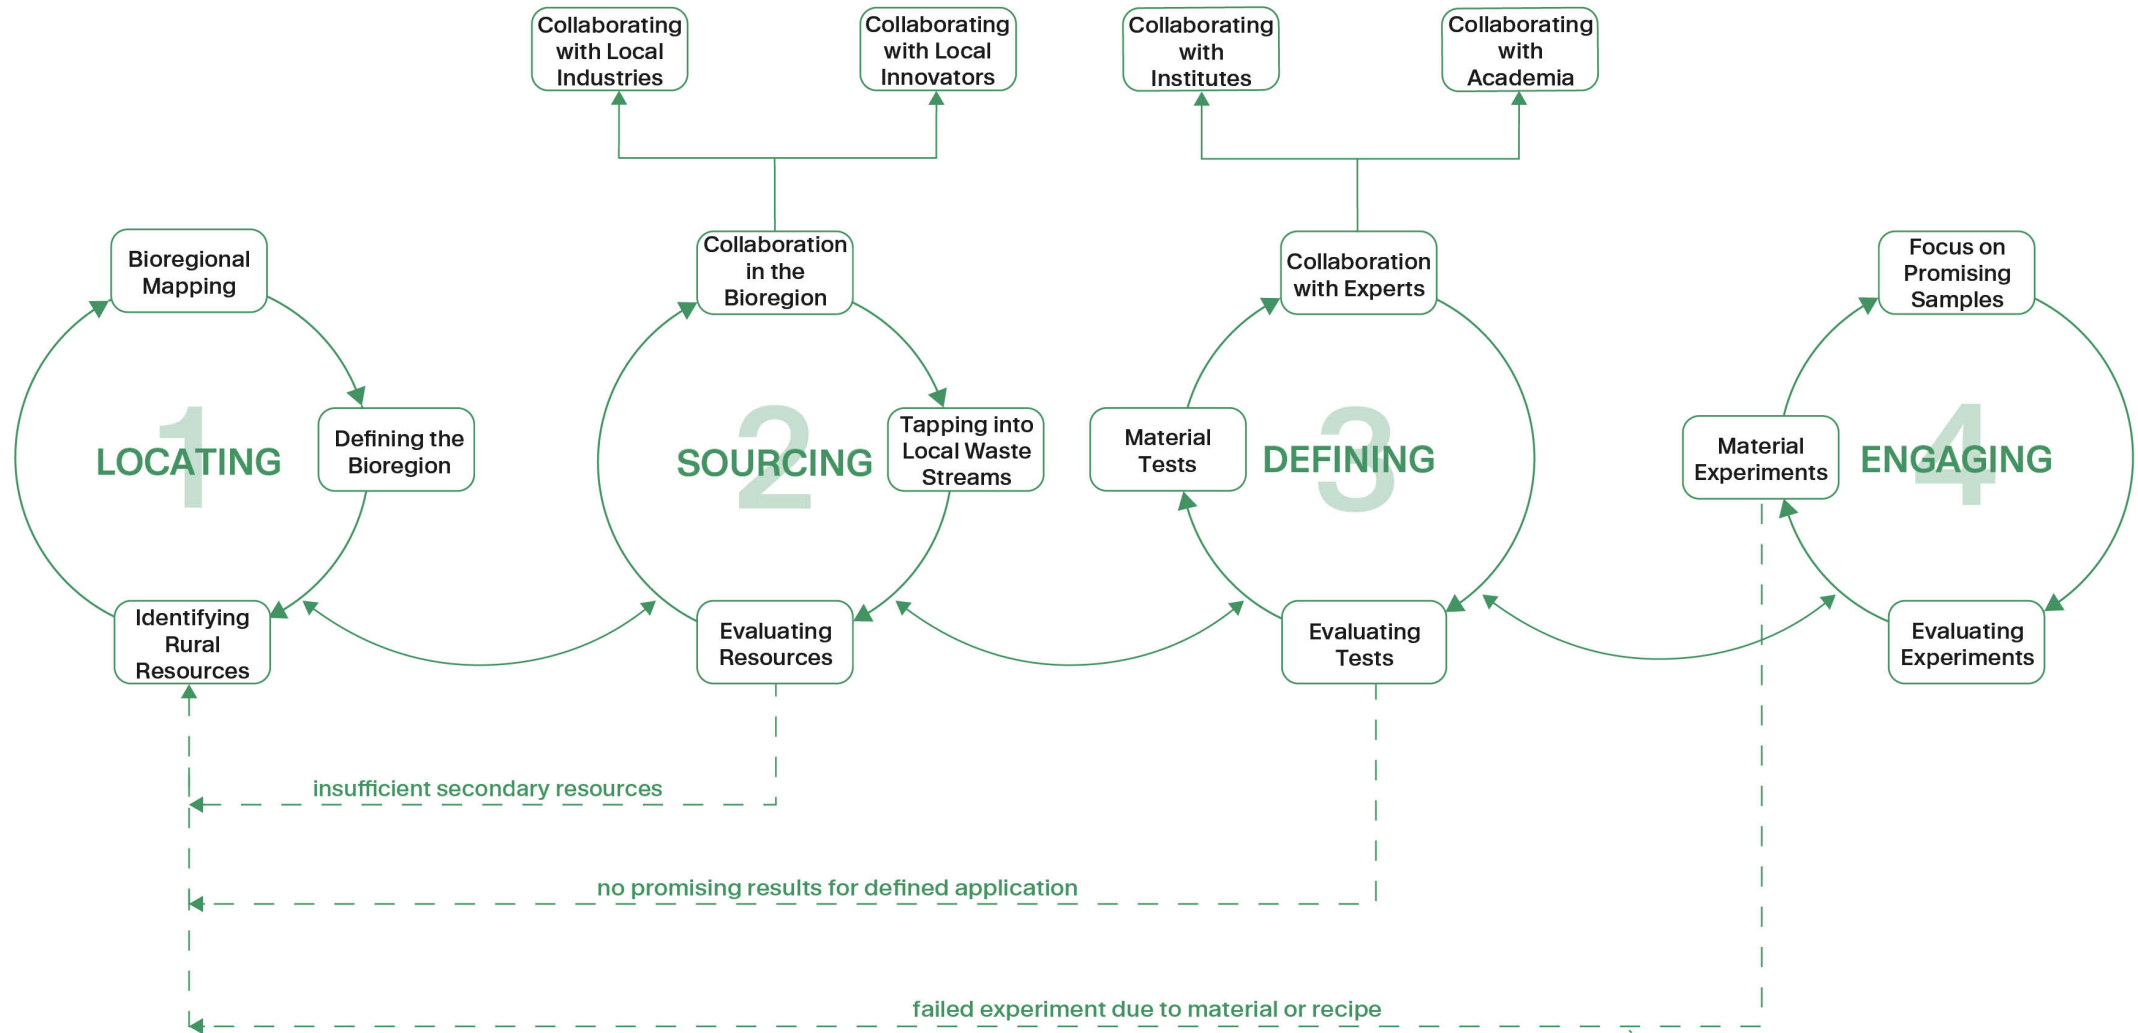 Collaborating
with Local
Industries
Collaborating
with Local
Innovators
Collaborating
with
Institutes
Collaborating
with
Academia
Bioregional
Mapping
Collaboration
in the
Bioregion
Collaboration
with Experts
Focus on
Promising
Samples
1
LOCATING
Defining the
Bioregion
2
SOURCING
Tapping into
Local Waste
Streams
Material
Tests
3
DEFINING
Material
Experiments
4
ENGAGING
Identifying
Rural
Resources
Evaluating
Resources
Evaluating
Tests
Evaluating
Experiments
insufficient secondary resources
no promising results for defined application
failed experiment due to material or recipe